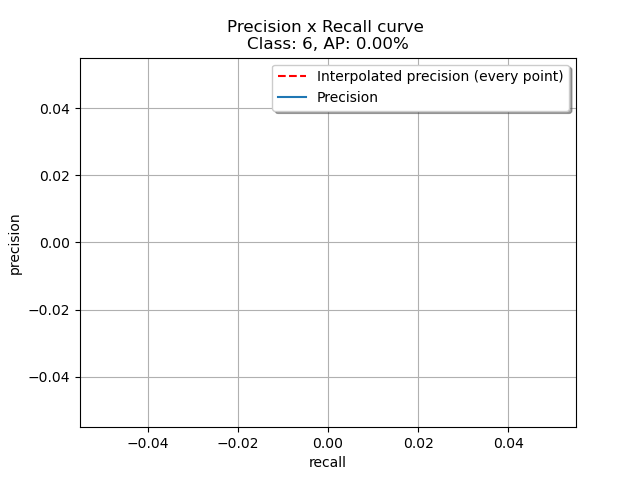 Precision x Recall curve
Class: 6, AP: 0.00%
Interpolated precision (every point)
Precision
0.04
0.02
0.00
−0.02
−0.04
precision
−0.04
−0.02
0.00
0.02
0.04
recall